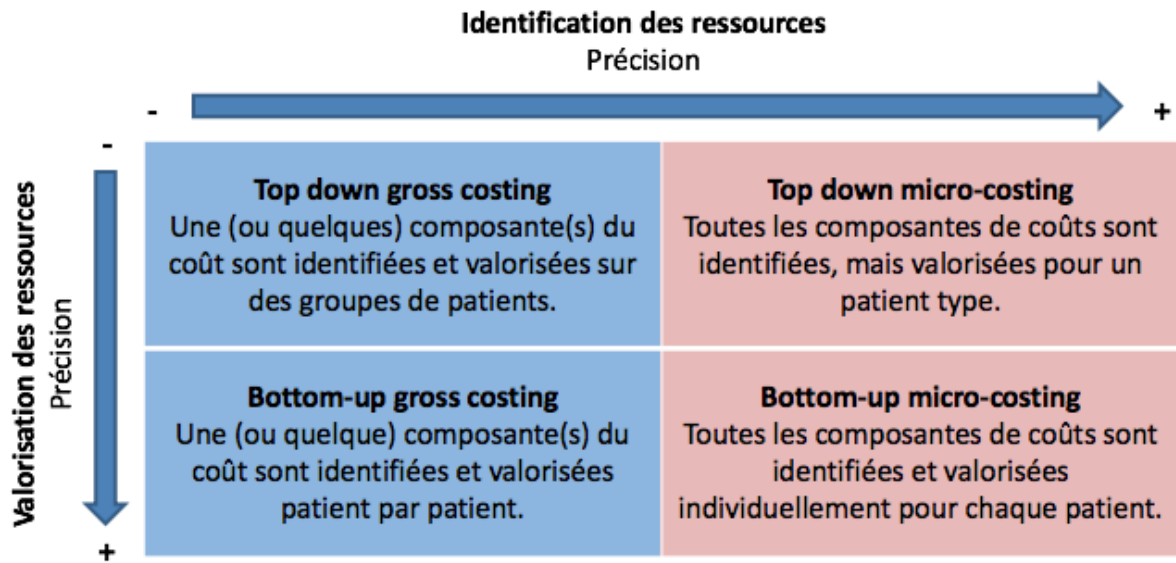 Identification des ressources
Précision
-
+
-
Valorisation des ressources
Précision
+
Top down gross costing
Une (ou quelques) composante(s) du
coût sont identifiées et valorisées sur
des groupes de patients.
Top down micro-costing
Toutes les composantes de coûts sont
identifiées, mais valorisées pour un
patient type.
Bottom-up gross costing
Une (ou quelque) composante(s) du
coût sont identifiées et valorisées
patient par patient.
Bottom-up micro-costing
Toutes les composantes de coûts sont
identifiées et valorisées
individuellement pour chaque patient.